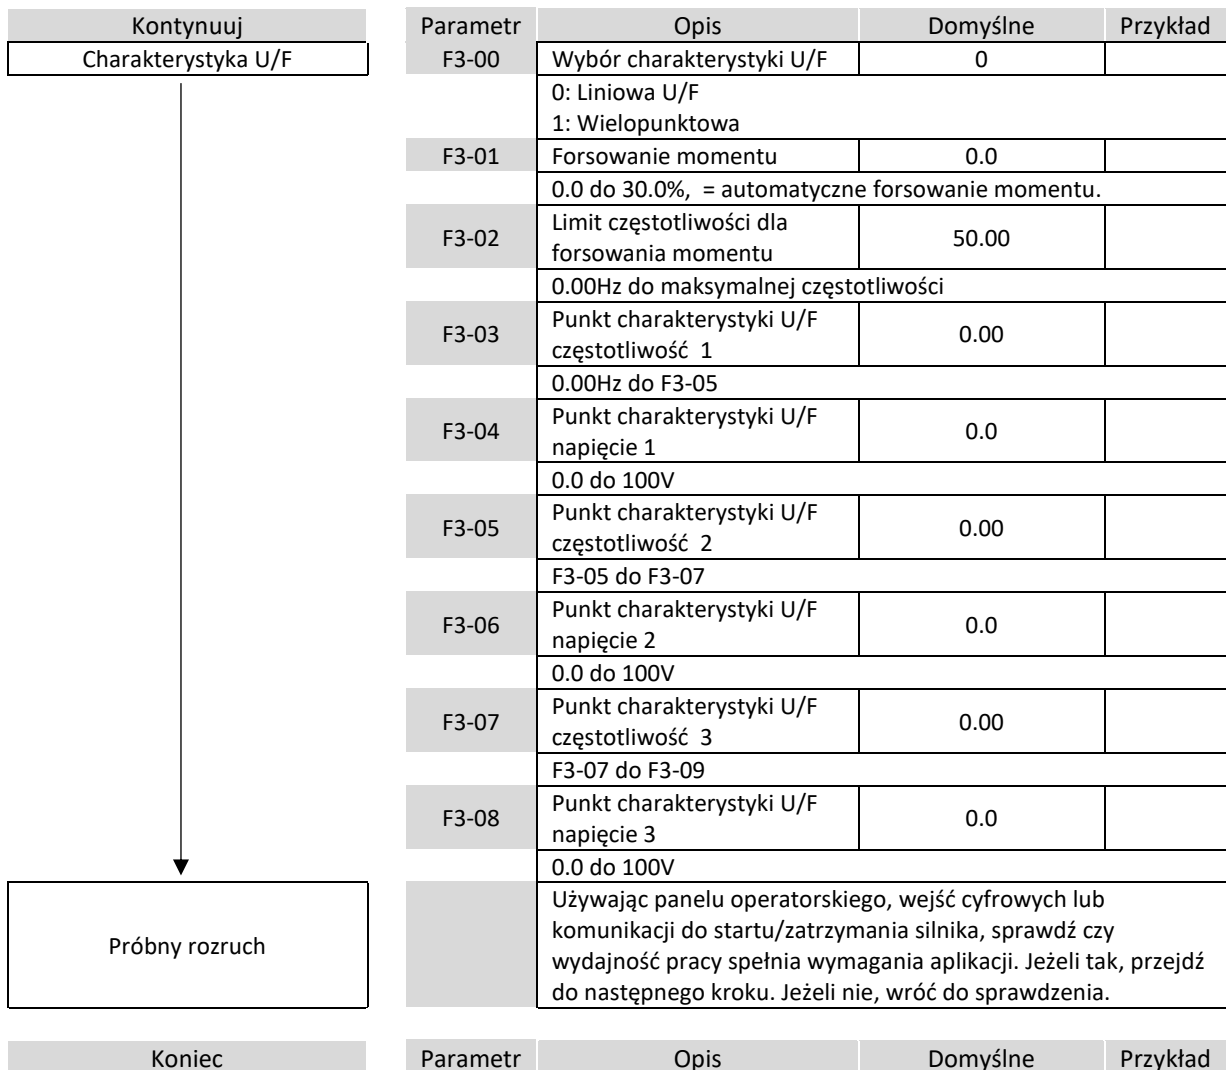 Kontynuuj Parametr Opis Domyślne Przykład
Charakterystyka U/F F3-00 Wybór charakterystyki U/F 0
0: Liniowa U/F
1: Wielopunktowa
F3-01 Forsowanie momentu 0.0
0.0 do 30.0%, = automatyczne forsowanie momentu.
F3-02 Limit częstotliwości dla
forsowania momentu 50.00
0.00Hz do maksymalnej częstotliwości
F3-03 Punkt charakterystyki U/F
częstotliwość 1 0.00
0.00Hz do F3-05
F3-04 Punkt charakterystyki U/F
napięcie 1 0.0
0.0 do 100V
F3-05 Punkt charakterystyki U/F
częstotliwość 2 0.00
F3-05 do F3-07
F3-06 Punkt charakterystyki U/F
napięcie 2 0.0
0.0 do 100V
F3-07 Punkt charakterystyki U/F
częstotliwość 3 0.00
F3-07 do F3-09
F3-08 Punkt charakterystyki U/F
napięcie 3 0.0
0.0 do 100V
Próbny rozruch
Używając panelu operatorskiego, wejść cyfrowych lub
komunikacji do startu/zatrzymania silnika, sprawdź czy
wydajność pracy spełnia wymagania aplikacji. Jeżeli tak, przejdź
do następnego kroku. Jeżeli nie, wróć do sprawdzenia.
Koniec Parametr Opis Domyślne Przykład